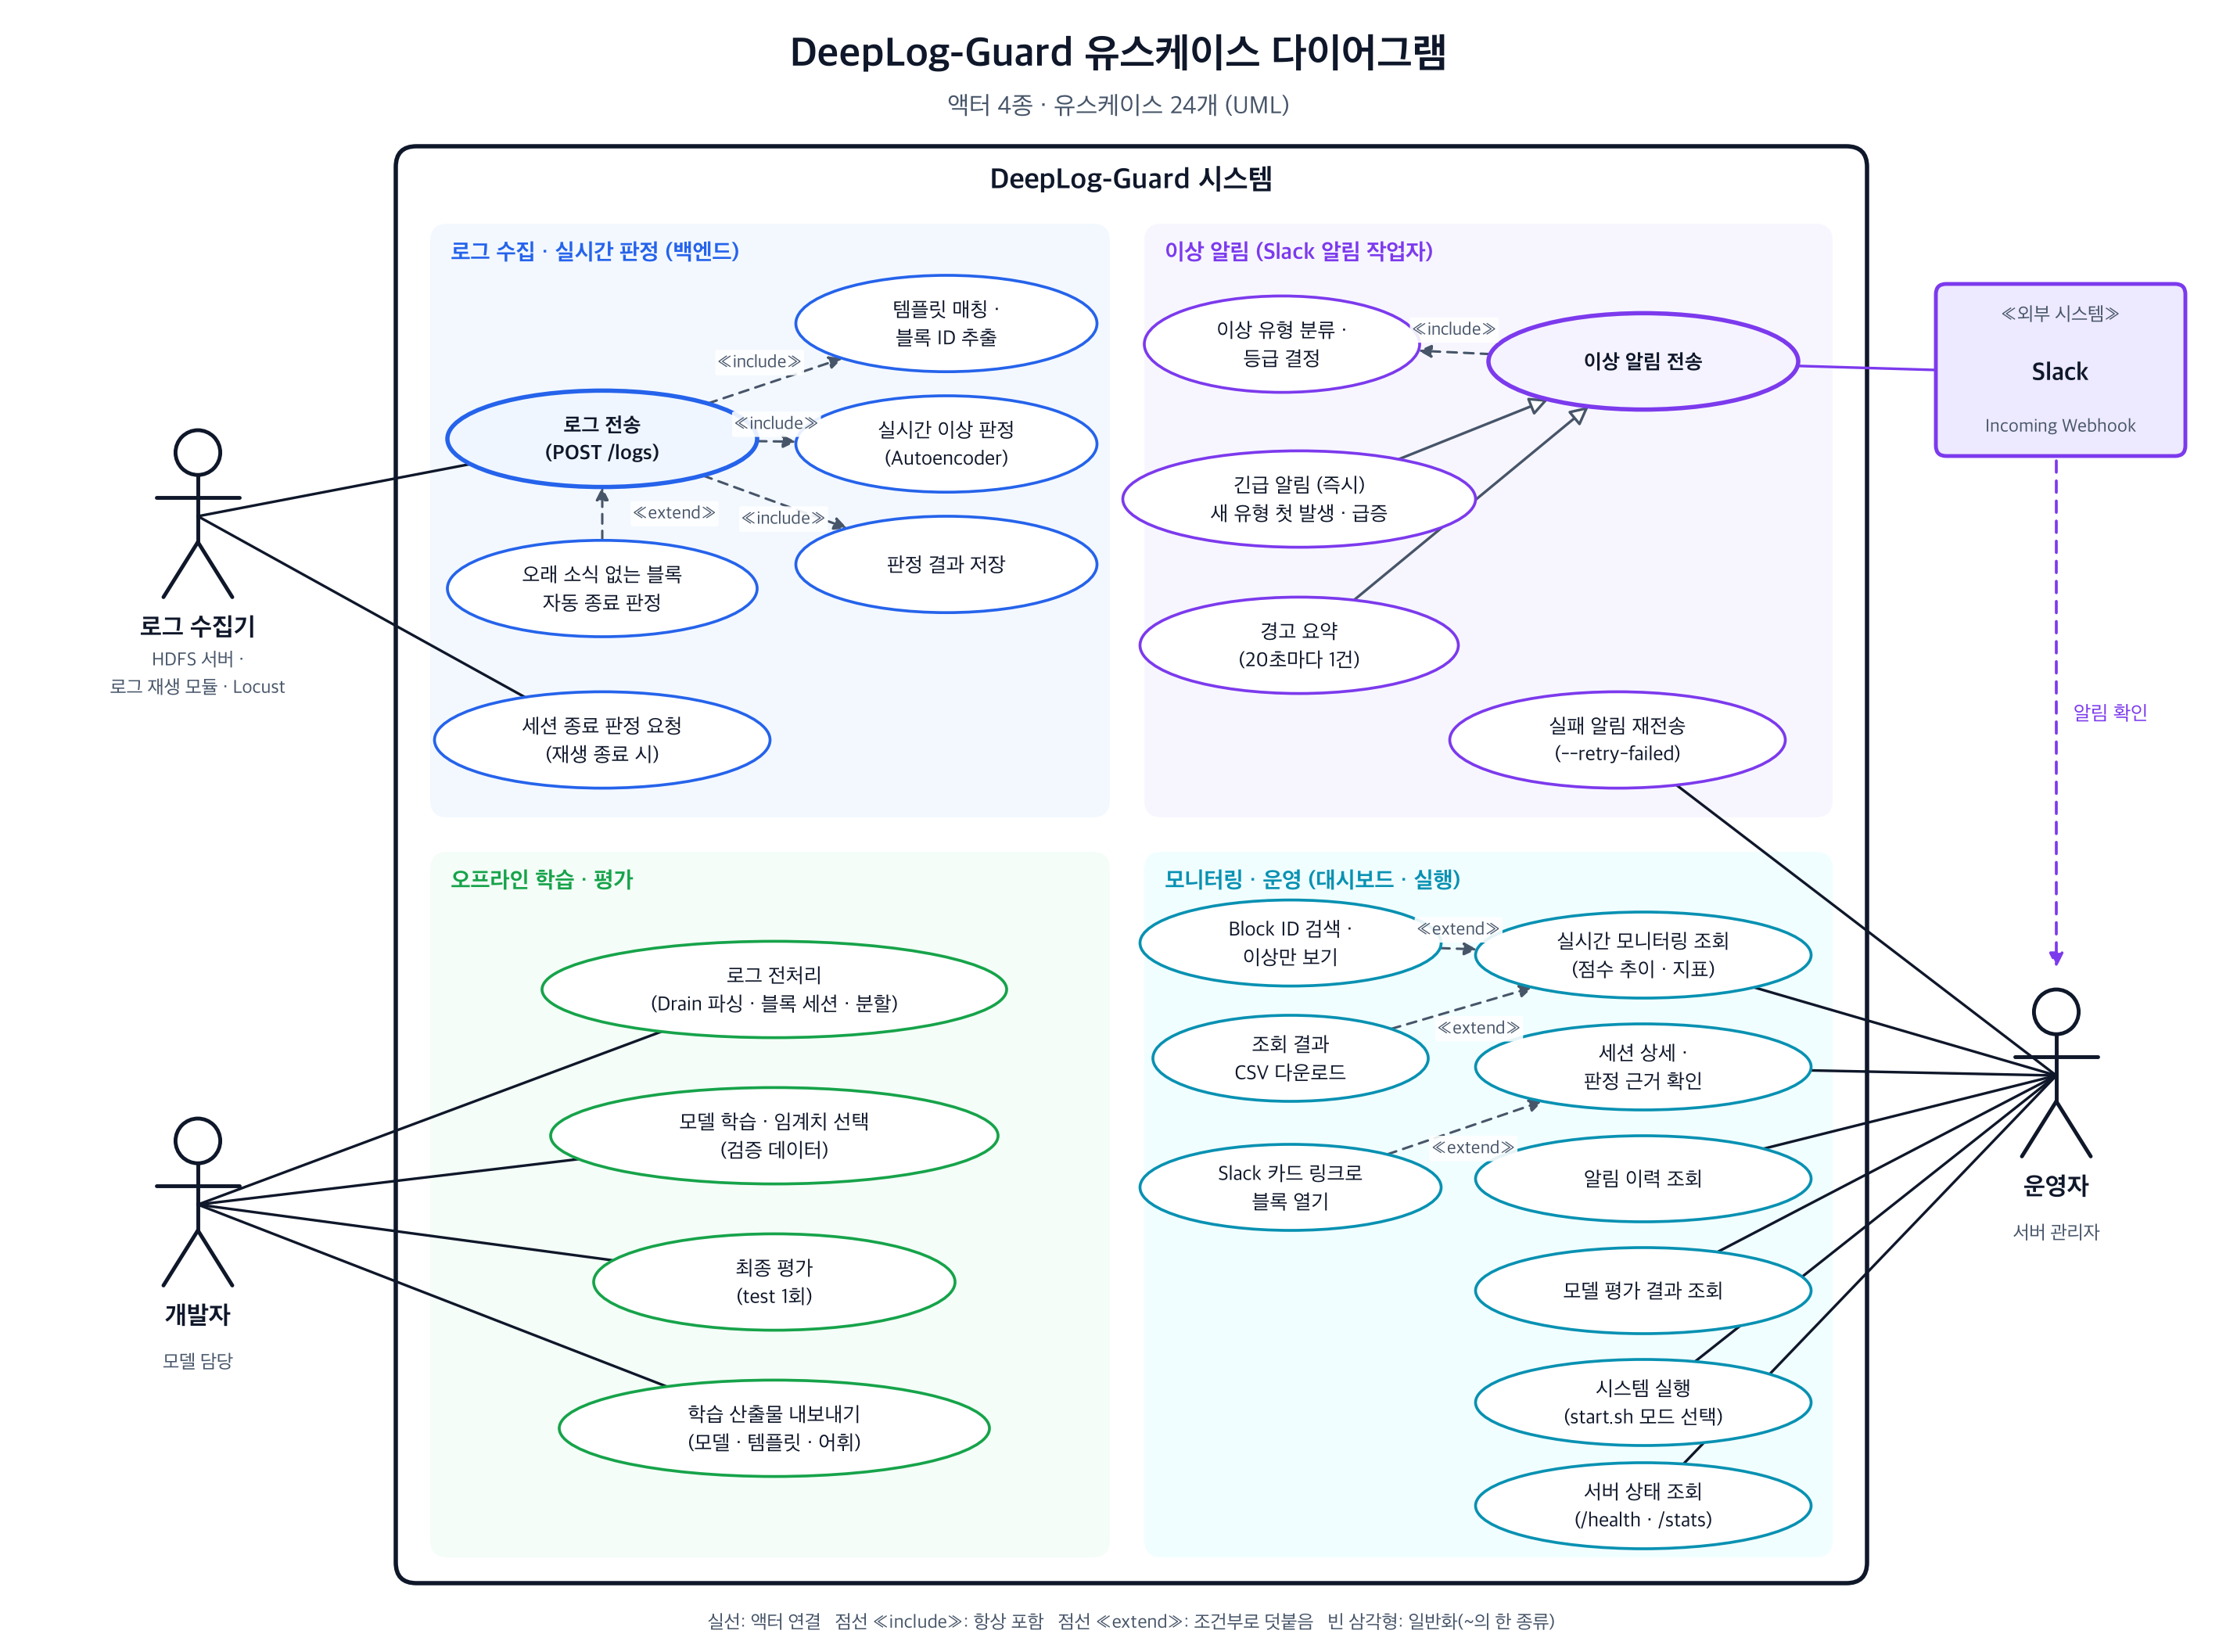 DeepLog-Guard 유스케이스 다이어그램
액터 4종 · 유스케이스 24개 (UML)
DeepLog-Guard 시스템
로그 수집 · 실시간 판정 (백엔드)
템플릿 매칭 ·
블록 ID 추출
≪include≫
로그 전송
(POST /logs)
≪include≫
실시간 이상 판정
(Autoencoder)
≪extend≫
≪include≫
오래 소식 없는 블록
자동 종료 판정
판정 결과 저장
세션 종료 판정 요청
(재생 종료 시)
로그 수집기
HDFS 서버 ·
로그 재생 모듈 · Locust
이상 알림 (Slack 알림 작업자)
이상 유형 분류 ·
등급 결정
≪include≫
이상 알림 전송
긴급 알림 (즉시)
새 유형 첫 발생 · 급증
경고 요약
(20초마다 1건)
실패 알림 재전송
(--retry-failed)
≪외부 시스템≫
Slack
Incoming Webhook
알림 확인
오프라인 학습 · 평가
로그 전처리
(Drain 파싱 · 블록 세션 · 분할)
모델 학습 · 임계치 선택
(검증 데이터)
최종 평가
(test 1회)
학습 산출물 내보내기
(모델 · 템플릿 · 어휘)
개발자
모델 담당
모니터링 · 운영 (대시보드 · 실행)
Block ID 검색 ·
이상만 보기
≪extend≫
실시간 모니터링 조회
(점수 추이 · 지표)
조회 결과
CSV 다운로드
≪extend≫
세션 상세 ·
판정 근거 확인
Slack 카드 링크로
블록 열기
≪extend≫
알림 이력 조회
모델 평가 결과 조회
시스템 실행
(start.sh 모드 선택)
서버 상태 조회
(/health · /stats)
운영자
서버 관리자
실선: 액터 연결 점선 ≪include≫: 항상 포함 점선 ≪extend≫: 조건부로 덧붙음 빈 삼각형: 일반화(~의 한 종류)